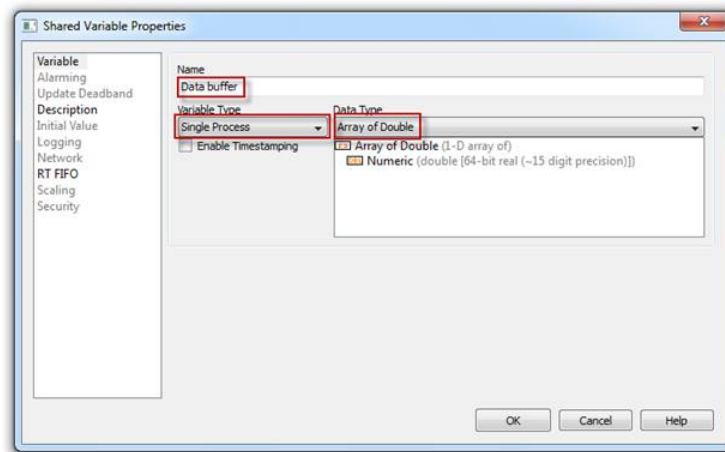 Shared Variable Properties
Variable
Alarming
Update Deadband
Description
Initial Value
Logging
Network
RT FIFO
Scaling
Security
Name
Data buffer
Variable Type
Single Process
Enable Timestamping
Data Type
Array of Double
Array of Double (1-D array of)
Numeric (double [64-bit real (~15 digit precision)])
OK
Cancel
Help